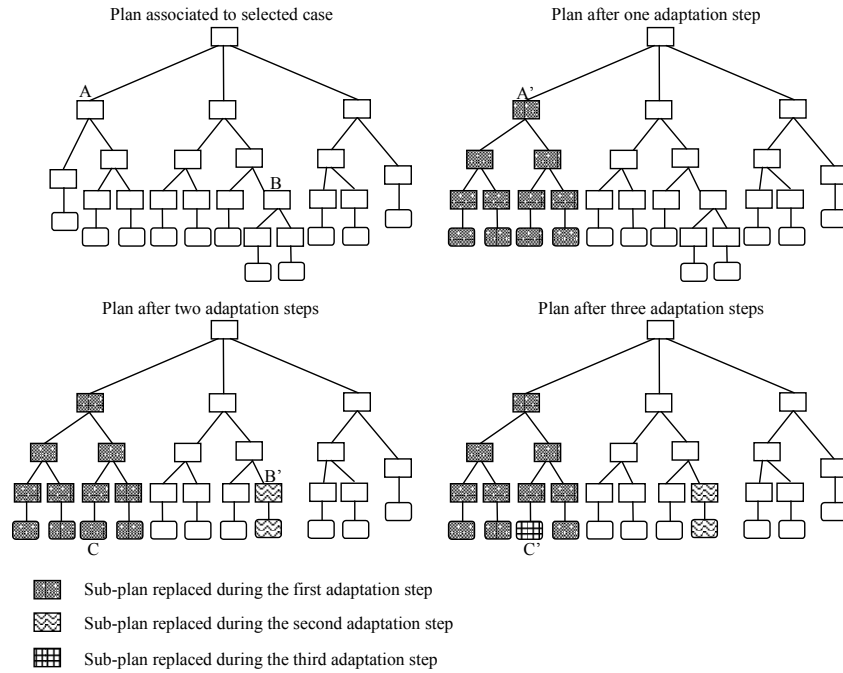 Plan associated to selected case
Plan after one adaptation step
A
A’
B
Plan after two adaptation steps
Plan after three adaptation steps
B’
C
C’
Sub-plan replaced during the first adaptation step
Sub-plan replaced during the second adaptation step
Sub-plan replaced during the third adaptation step